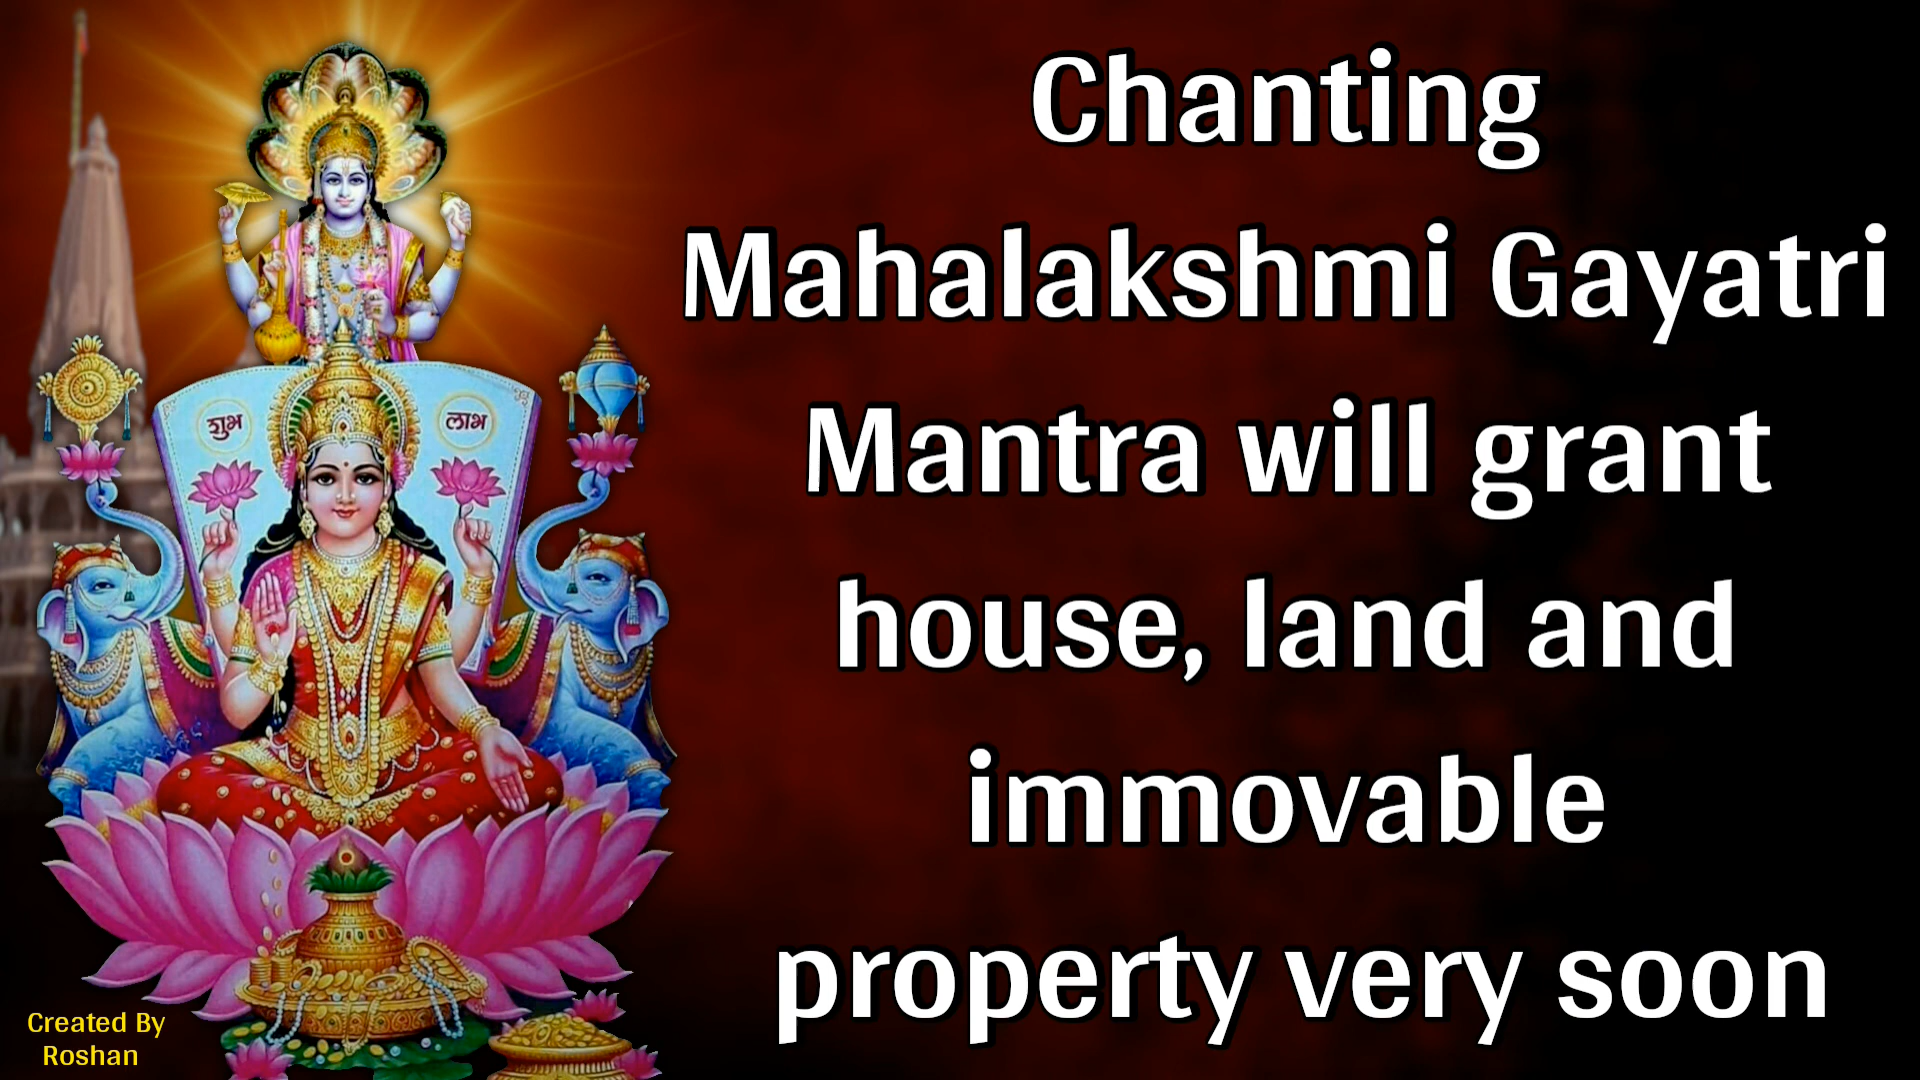 शुभ
लाभ
Chanting
Mahalakshmi Gayatri
Mantra will grant
house, land and
immovable
property very soon
Created By
Roshan